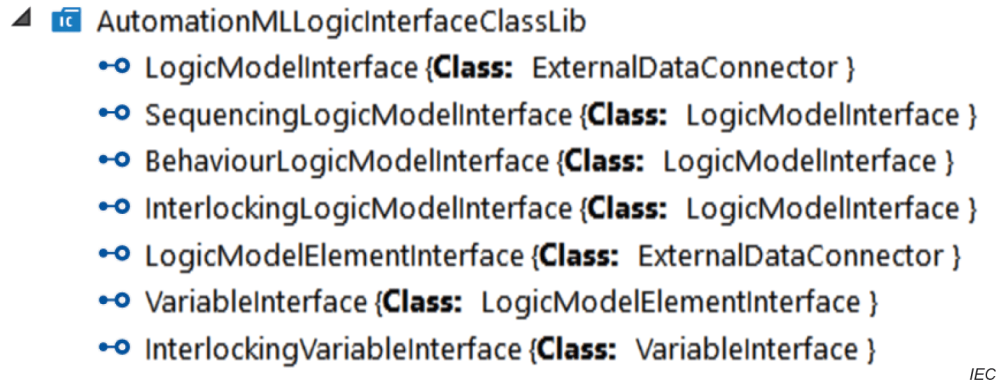 IC AutomationMLLogicInterfaceClassLib
LogicModelInterface {Class: ExternalDataConnector }
SequencingLogicModelInterface {Class: LogicModelInterface }
BehaviourLogicModelInterface {Class: LogicModelInterface }
InterlockingLogicModelInterface {Class: LogicModelInterface }
LogicModelElementInterface {Class: ExternalDataConnector }
VariableInterface {Class: LogicModelElementInterface }
InterlockingVariableInterface {Class: VariableInterface }
IEC